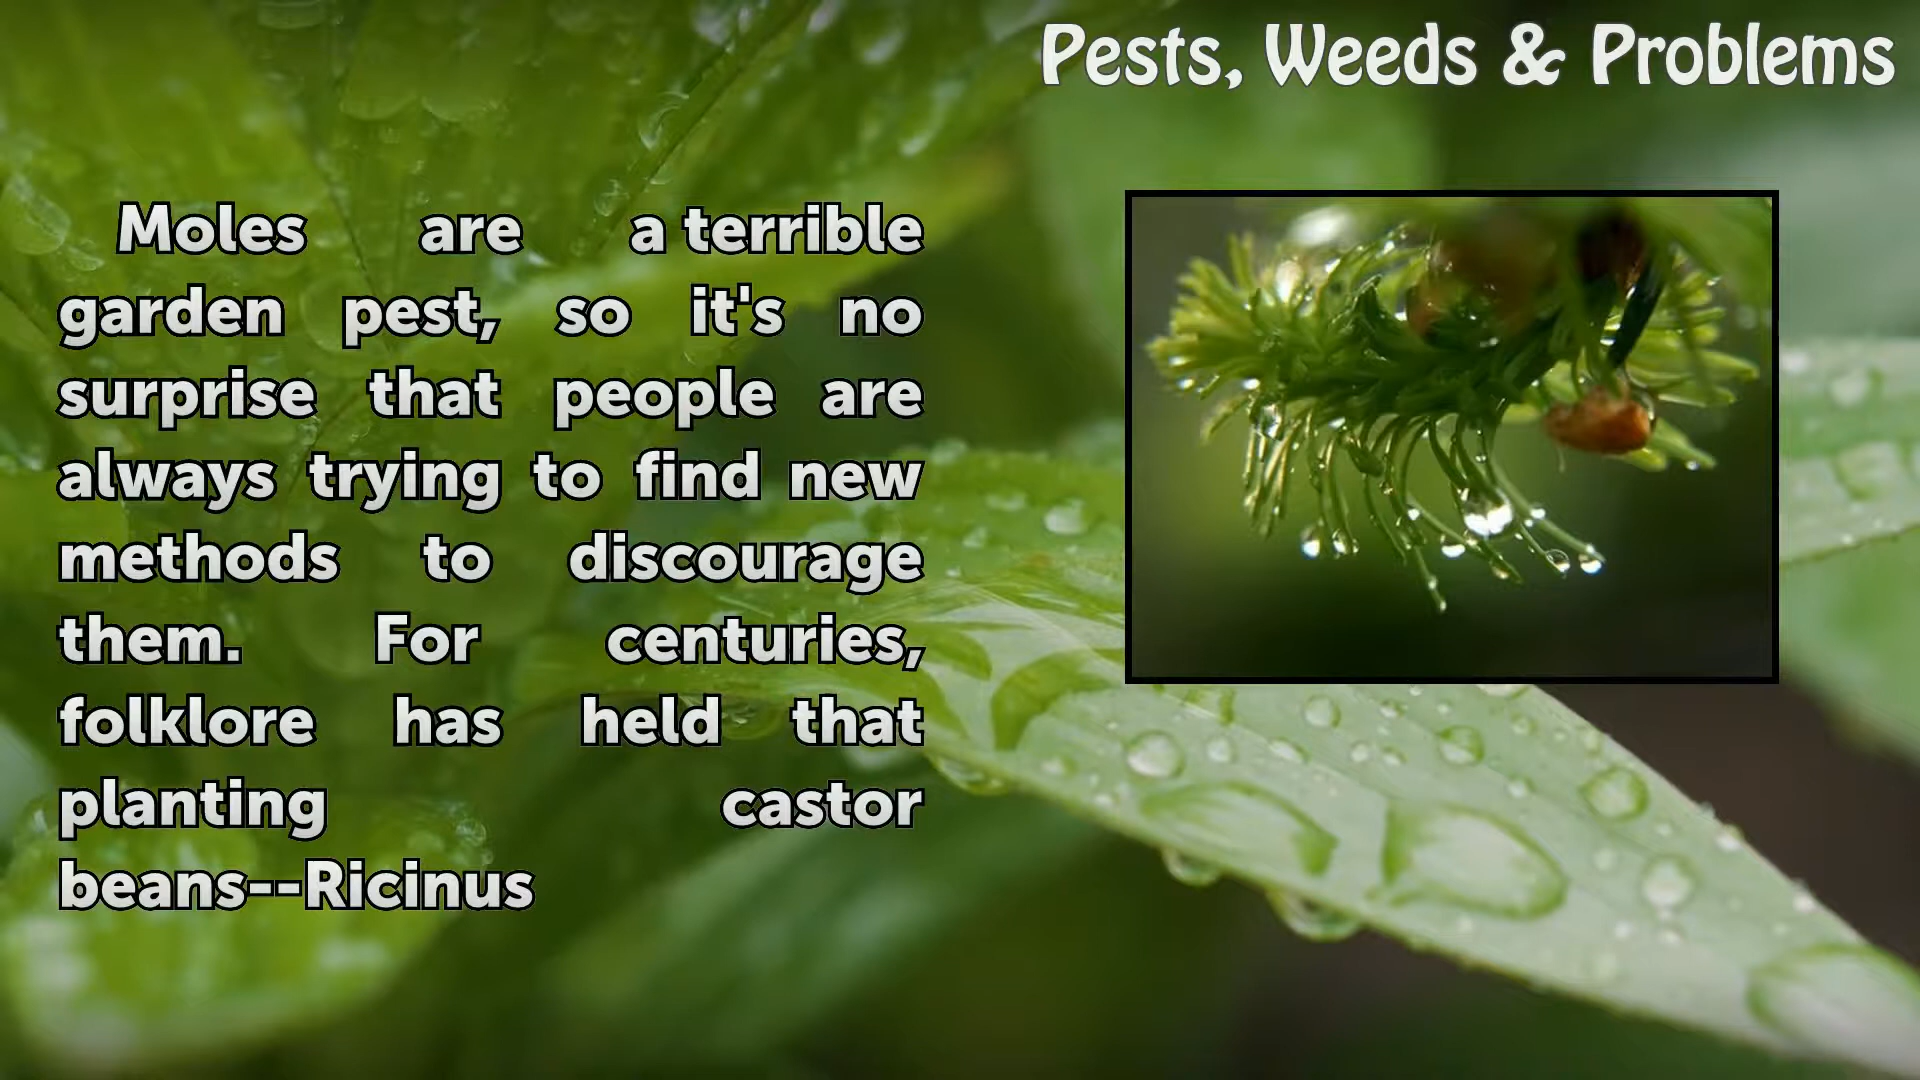 Pests, Weeds & Problems
Moles are a terrible
garden pest, so it's no
surprise that people are
always trying to find new
methods to discourage
them. For centuries,
folklore has held that
planting castor
beans--Ricinus